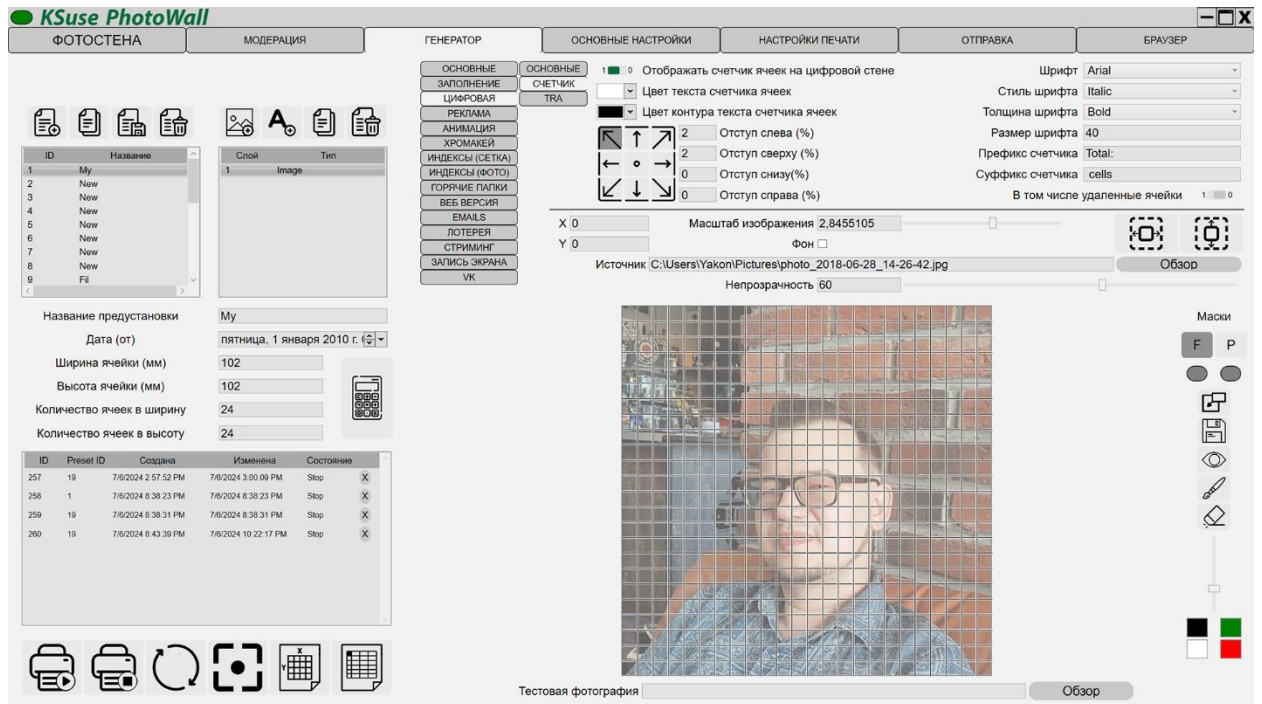 KSuse PhotoWall
ФОТОСТЕНА МОДЕРАЦИЯ ГЕНЕРАТОР ОСНОВНЫЕ НАСТРОЙКИ НАСТРОЙКИ ПЕЧАТИ ОТПРАВКА БРАУЗЕР
ID Название
1 My
2 New
3 New
4 New
5 New
6 New
7 New
8 New
9 Fil
Слой Тип
1 Image
Название предустановки My
Дата (от) пятница, 1 января 2010 г.
Ширина ячейки (мм) 102
Высота ячейки (мм) 102
Количество ячеек в ширину 24
Количество ячеек в высоту 24
ID Preset ID Создана Изменена Состояние
257 19 7/6/2024 2:57:52 PM 7/6/2024 3:00:09 PM Stop X
258 1 7/6/2024 8:38:23 PM 7/6/2024 8:38:23 PM Stop X
259 19 7/6/2024 8:38:31 PM 7/6/2024 8:38:31 PM Stop X
260 19 7/6/2024 8:43:39 PM 7/6/2024 10:22:17 PM Stop X
X
Y
ОСНОВНЫЕ
ЗАПОЛНЕНИЕ
ЦИФРОВАЯ
РЕКЛАМА
АНИМАЦИЯ
ХРОМАКЕЙ
ИНДЕКСЫ (СЕТКА)
ИНДЕКСЫ (ФОТО)
ГОРЯЧИЕ ПАПКИ
ВЕБ ВЕРСИЯ
EMAILS
ЛОТЕРЕЯ
СТРИМИНГ
ЗАПИСЬ ЭКРАНА
VK
ОСНОВНЫЕ
СЧЕТЧИК
TRA
1 0 Отображать счетчик ячеек на цифровой стене
Цвет текста счетчика ячеек
Цвет контура текста счетчика ячеек
2 Отступ слева (%)
2 Отступ сверху (%)
0 Отступ снизу(%)
0 Отступ справа (%)
Шрифт Arial
Стиль шрифта Italic
Толщина шрифта Bold
Размер шрифта 40
Префикс счетчика Total:
Суффикс счетчика cells
В том числе удаленные ячейки 1 0
X 0 Масштаб изображения 2,8455105
Y 0 Фон
Источник C:\Users\Yakon\Pictures\photo_2018-06-28_14-26-42.jpg Обзор
Непрозрачность 60
Маски
F P
Тестовая фотография Обзор